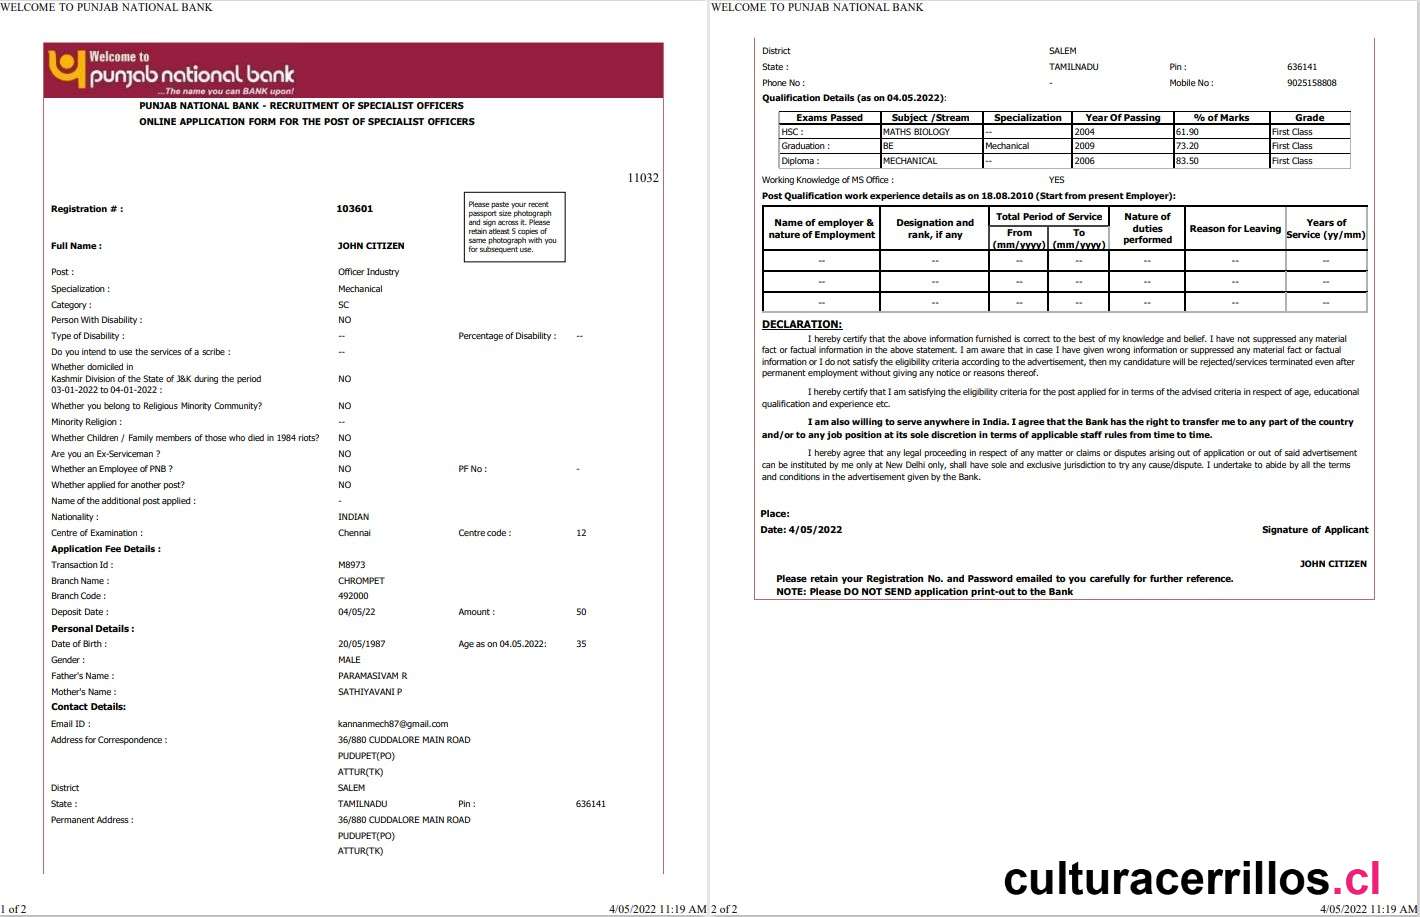 WELCOME TO PUNJAB NATIONAL BANK
Welcome to
punjab national bank
...The name you can BANK upon!
PUNJAB NATIONAL BANK - RECRUITMENT OF SPECIALIST OFFICERS
ONLINE APPLICATION FORM FOR THE POST OF SPECIALIST OFFICERS
11032
Please paste your recent
passport size photograph
and sign across it. Please
retain atleast 5 copies of
same photograph with you
for subsequent use.
Registration # : 103601
Full Name : JOHN CITIZEN
Post : Officer Industry
Specialization : Mechanical
Category : SC
Person With Disability : NO
Type of Disability : -- Percentage of Disability : --
Do you intend to use the services of a scribe : --
Whether domiciled in
Kashmir Division of the State of J&K during the period NO
03-01-2022 to 04-01-2022 :
Whether you belong to Religious Minority Community? NO
Minority Religion : --
Whether Children / Family members of those who died in 1984 riots? NO
Are you an Ex-Serviceman ? NO
Whether an Employee of PNB ? NO PF No : -
Whether applied for another post? NO
Name of the additional post applied : -
Nationality : INDIAN
Centre of Examination : Chennai Centre code : 12
Application Fee Details :
Transaction Id : M8973
Branch Name : CHROMPET
Branch Code : 492000
Deposit Date : 04/05/22 Amount : 50
Personal Details :
Date of Birth : 20/05/1987 Age as on 04.05.2022: 35
Gender : MALE
Father's Name : PARAMASIVAM R
Mother's Name : SATHIYAVANI P
Contact Details:
Email ID : kannanmech87@gmail.com
Address for Correspondence : 36/880 CUDDALORE MAIN ROAD
PUDUPET(PO)
ATTUR(TK)
District SALEM
State : TAMILNADU Pin : 636141
Permanent Address : 36/880 CUDDALORE MAIN ROAD
PUDUPET(PO)
ATTUR(TK)
1 of 2 4/05/2022 11:19 AM
WELCOME TO PUNJAB NATIONAL BANK
District SALEM
State : TAMILNADU Pin : 636141
Phone No : - Mobile No : 9025158808
Qualification Details (as on 04.05.2022):
Exams Passed Subject /Stream Specialization Year Of Passing % of Marks Grade
HSC : MATHS BIOLOGY -- 2004 61.90 First Class
Graduation : BE Mechanical 2009 73.20 First Class
Diploma : MECHANICAL -- 2006 83.50 First Class
Working Knowledge of MS Office : YES
Post Qualification work experience details as on 18.08.2010 (Start from present Employer):
Name of employer & nature of Employment Designation and rank, if any Total Period of Service From (mm/yyyy) To (mm/yyyy) Nature of duties performed Reason for Leaving Years of Service (yy/mm)
-- -- -- -- -- -- --
-- -- -- -- -- -- --
-- -- -- -- -- -- --
DECLARATION:
I hereby certify that the above information furnished is correct to the best of my knowledge and belief. I have not suppressed any material
fact or factual information in the above statement. I am aware that in case I have given wrong information or suppressed any material fact or factual
information or I do not satisfy the eligibility criteria according to the advertisement, then my candidature will be rejected/services terminated even after
permanent employment without giving any notice or reasons thereof.
I hereby certify that I am satisfying the eligibility criteria for the post applied for in terms of the advised criteria in respect of age, educational
qualification and experience etc.
I am also willing to serve anywhere in India. I agree that the Bank has the right to transfer me to any part of the country
and/or to any job position at its sole discretion in terms of applicable staff rules from time to time.
I hereby agree that any legal proceeding in respect of any matter or claims or disputes arising out of application or out of said advertisement
can be instituted by me only at New Delhi only, shall have sole and exclusive jurisdiction to try any cause/dispute. I undertake to abide by all the terms
and conditions in the advertisement given by the Bank.
Place:
Date: 4/05/2022 Signature of Applicant
JOHN CITIZEN
Please retain your Registration No. and Password emailed to you carefully for further reference.
NOTE: Please DO NOT SEND application print-out to the Bank
culturacerrillos.cl
2 of 2 4/05/2022 11:19 AM